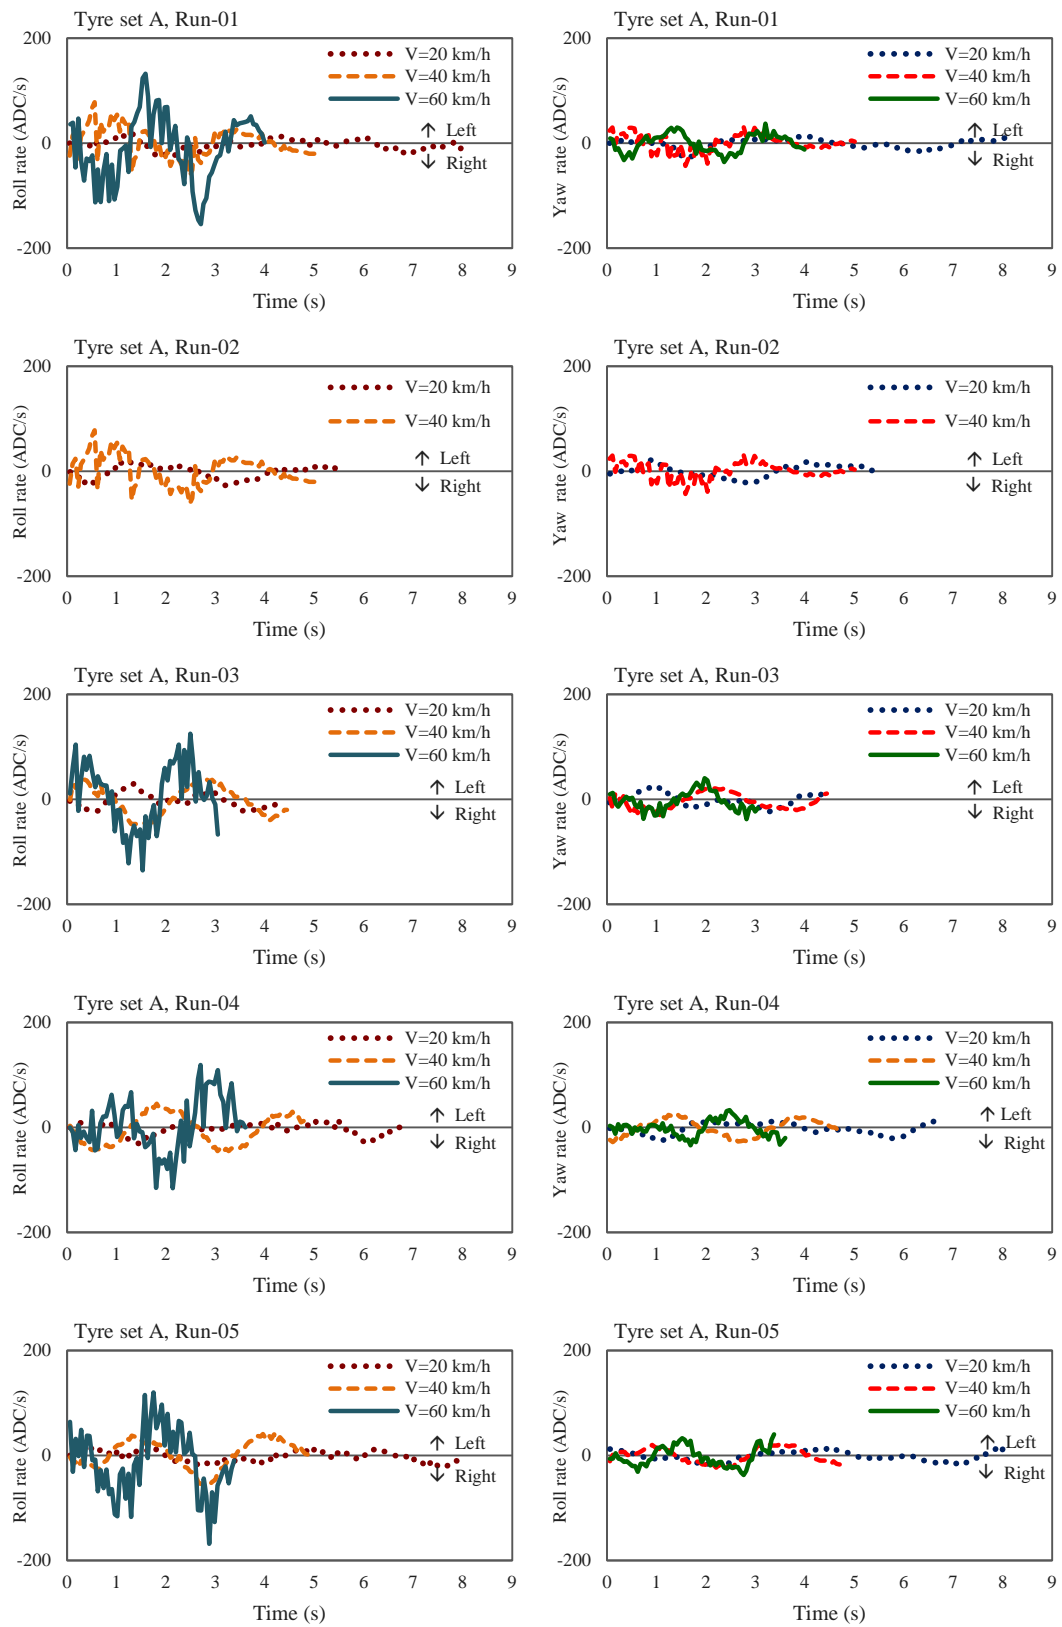 Tyre set A, Run-01
Roll rate (ADC/s)
200
0
-200
V=20 km/h
V=40 km/h
V=60 km/h
↑ Left
↓ Right
0 1 2 3 4 5 6 7 8 9
Time (s)
Tyre set A, Run-01
Yaw rate (ADC/s)
200
0
-200
V=20 km/h
V=40 km/h
V=60 km/h
↑ Left
↓ Right
0 1 2 3 4 5 6 7 8 9
Time (s)
Tyre set A, Run-02
Roll rate (ADC/s)
200
0
-200
V=20 km/h
V=40 km/h
↑ Left
↓ Right
0 1 2 3 4 5 6 7 8 9
Time (s)
Tyre set A, Run-02
Yaw rate (ADC/s)
200
0
-200
V=20 km/h
V=40 km/h
↑ Left
↓ Right
0 1 2 3 4 5 6 7 8 9
Time (s)
Tyre set A, Run-03
Roll rate (ADC/s)
200
0
-200
V=20 km/h
V=40 km/h
V=60 km/h
↑ Left
↓ Right
0 1 2 3 4 5 6 7 8 9
Time (s)
Tyre set A, Run-03
Yaw rate (ADC/s)
200
0
-200
V=20 km/h
V=40 km/h
V=60 km/h
↑ Left
↓ Right
0 1 2 3 4 5 6 7 8 9
Time (s)
Tyre set A, Run-04
Roll rate (ADC/s)
200
0
-200
V=20 km/h
V=40 km/h
V=60 km/h
↑ Left
↓ Right
0 1 2 3 4 5 6 7 8 9
Time (s)
Tyre set A, Run-04
Yaw rate (ADC/s)
200
0
-200
V=20 km/h
V=40 km/h
V=60 km/h
↑ Left
↓ Right
0 1 2 3 4 5 6 7 8 9
Time (s)
Tyre set A, Run-05
Roll rate (ADC/s)
200
0
-200
V=20 km/h
V=40 km/h
V=60 km/h
↑ Left
↓ Right
0 1 2 3 4 5 6 7 8 9
Time (s)
Tyre set A, Run-05
Roll rate (ADC/s)
200
0
-200
V=20 km/h
V=40 km/h
V=60 km/h
↑ Left
↓ Right
0 1 2 3 4 5 6 7 8 9
Time (s)